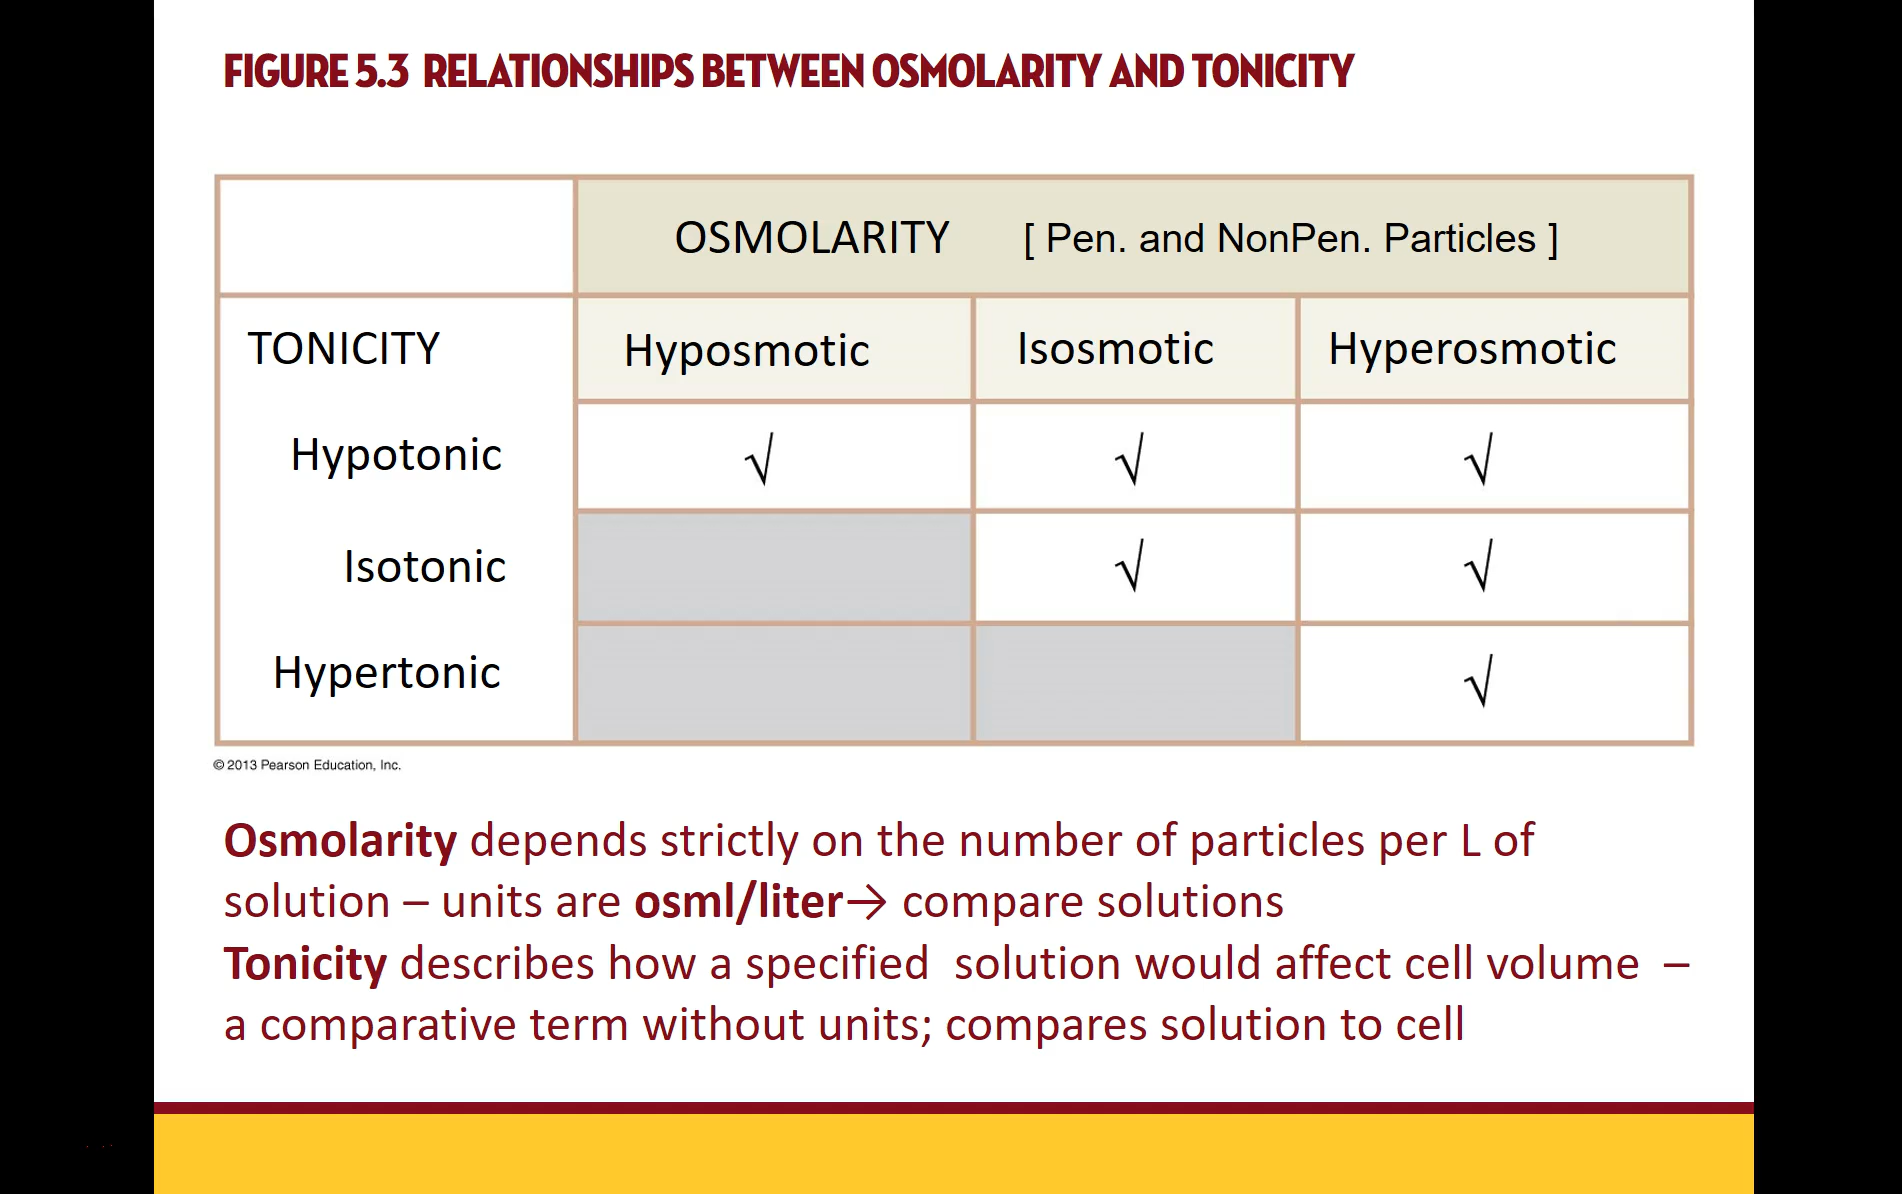 FIGURE 5.3 RELATIONSHIPS BETWEEN OSMOLARITY AND TONICITY
OSMOLARITY [ Pen. and NonPen. Particles ]
TONICITY Hyposmotic Isosmotic Hyperosmotic
Hypotonic √ √ √
Isotonic √ √
Hypertonic √
© 2013 Pearson Education, Inc.
Osmolarity depends strictly on the number of particles per L of
solution – units are osml/liter→ compare solutions
Tonicity describes how a specified solution would affect cell volume –
a comparative term without units; compares solution to cell